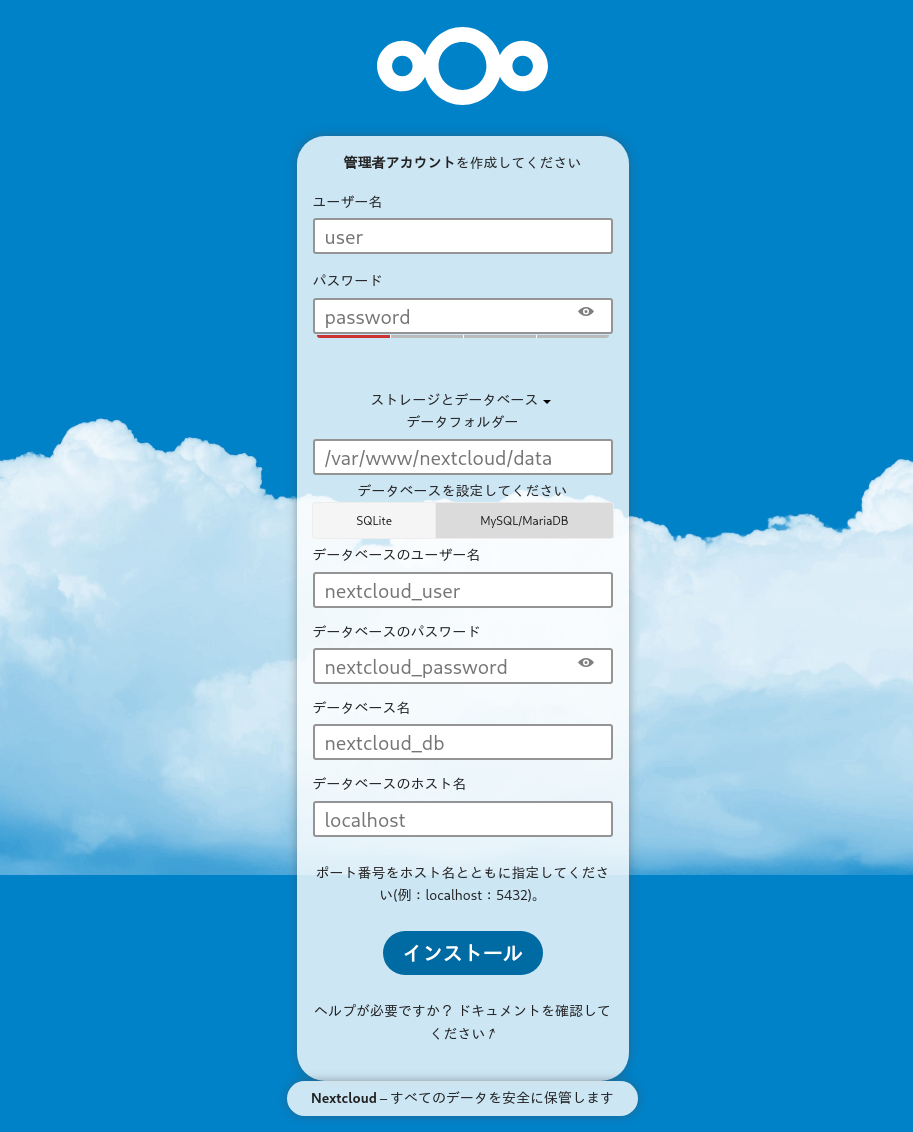 管理者アカウントを作成してください
ユーザー名
user
パスワード
password
ストレージとデータベース
データフォルダー
/var/www/nextcloud/data
データベースを設定してください
SQLite MySQL/MariaDB
データベースのユーザー名
nextcloud_user
データベースのパスワード
nextcloud_password
データベース名
nextcloud_db
データベースのホスト名
localhost
ポート番号をホスト名とともに指定してくださ
い(例：localhost：5432)。
インストール
ヘルプが必要ですか？ ドキュメントを確認して
ください↗
Nextcloud – すべてのデータを安全に保管します